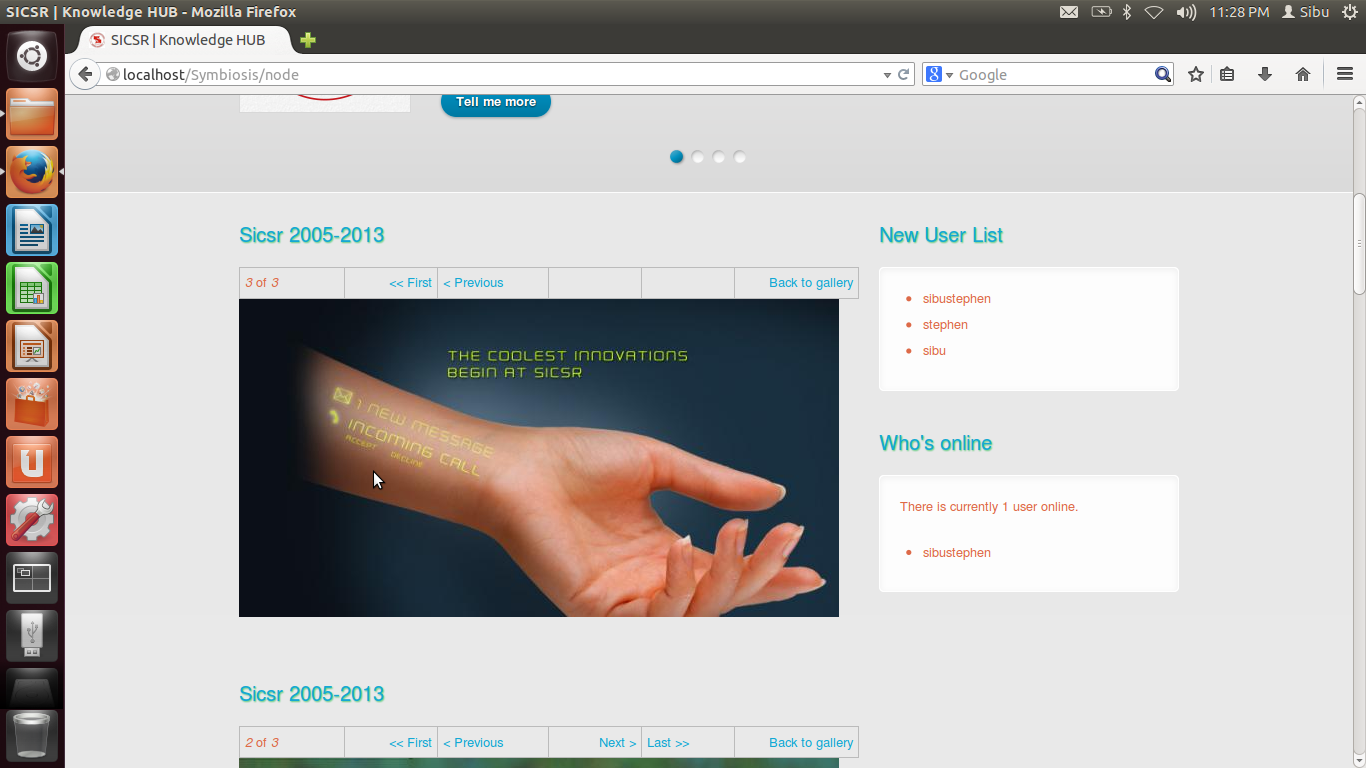 SICSR | Knowledge HUB - Mozilla Firefox
11:28 PM
Sibu
SICSR | Knowledge HUB
localhost/Symbiosis/node
Google
Tell me more
Sicsr 2005-2013
3 of 3
<< First
< Previous
Back to gallery
THE COOLEST INNOVATIONS
BEGIN AT SICSR
1 NEW MESSAGE
INCOMING CALL
ACCEPT DECLINE
New User List
sibustephen
stephen
sibu
Who's online
There is currently 1 user online.
sibustephen
Sicsr 2005-2013
2 of 3
<< First
< Previous
Next >
Last >>
Back to gallery